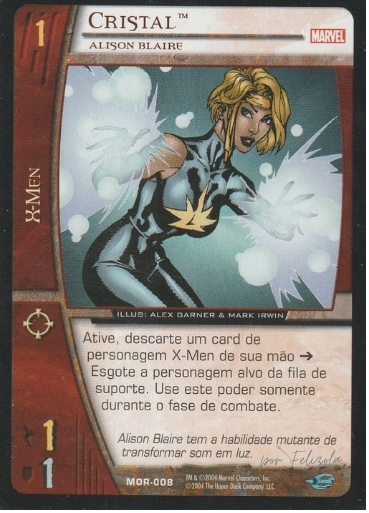 1
CRISTAL™
ALISON BLAIRE
MARVEL
X-MEN
ILLUS: ALEX GARNER & MARK IRWIN
Ative, descarte um card de
personagem X-Men de sua mão ➔
Esgote a personagem alvo da fila de
suporte. Use este poder somente
durante o fase de combate.
Alison Blaire tem a habilidade mutante de
transformar som em luz.
por Felizola
1
1
MOR-008
TM & ©2004 Marvel Characters, Inc.
©2004 The Upper Deck Company, LLC.